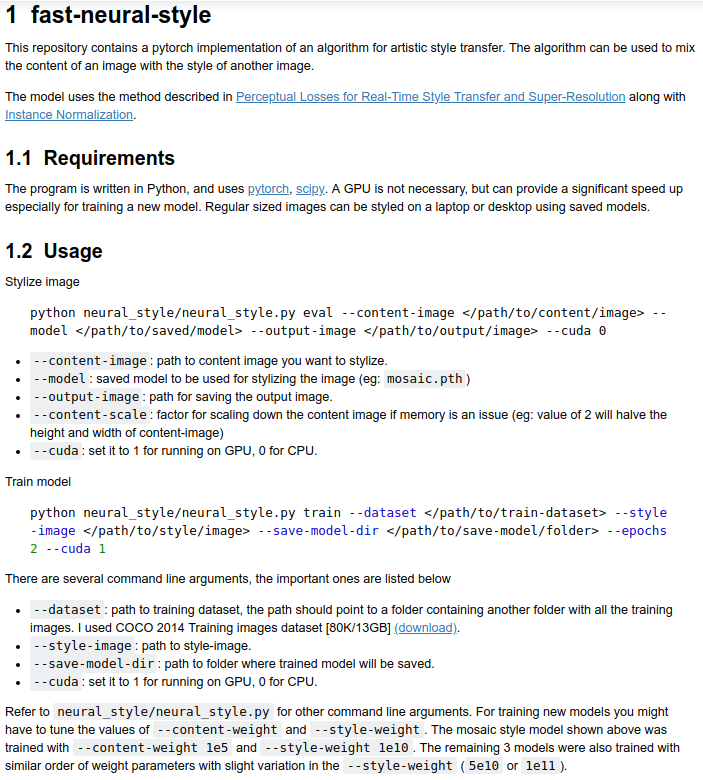 1 fast-neural-style
This repository contains a pytorch implementation of an algorithm for artistic style transfer. The algorithm can be used to mix
the content of an image with the style of another image.
The model uses the method described in Perceptual Losses for Real-Time Style Transfer and Super-Resolution along with
Instance Normalization.
1.1 Requirements
The program is written in Python, and uses pytorch, scipy. A GPU is not necessary, but can provide a significant speed up
especially for training a new model. Regular sized images can be styled on a laptop or desktop using saved models.
1.2 Usage
Stylize image
python neural_style/neural_style.py eval --content-image </path/to/content/image> --
model </path/to/saved/model> --output-image </path/to/output/image> --cuda 0
• --content-image: path to content image you want to stylize.
• --model: saved model to be used for stylizing the image (eg: mosaic.pth)
• --output-image: path for saving the output image.
• --content-scale: factor for scaling down the content image if memory is an issue (eg: value of 2 will halve the
height and width of content-image)
• --cuda: set it to 1 for running on GPU, 0 for CPU.
Train model
python neural_style/neural_style.py train --dataset </path/to/train-dataset> --style
-image </path/to/style/image> --save-model-dir </path/to/save-model/folder> --epochs
2 --cuda 1
There are several command line arguments, the important ones are listed below
• --dataset: path to training dataset, the path should point to a folder containing another folder with all the training
images. I used COCO 2014 Training images dataset [80K/13GB] (download).
• --style-image: path to style-image.
• --save-model-dir: path to folder where trained model will be saved.
• --cuda: set it to 1 for running on GPU, 0 for CPU.
Refer to neural_style/neural_style.py for other command line arguments. For training new models you might
have to tune the values of --content-weight and --style-weight. The mosaic style model shown above was
trained with --content-weight 1e5 and --style-weight 1e10. The remaining 3 models were also trained with
similar order of weight parameters with slight variation in the --style-weight (5e10 or 1e11).